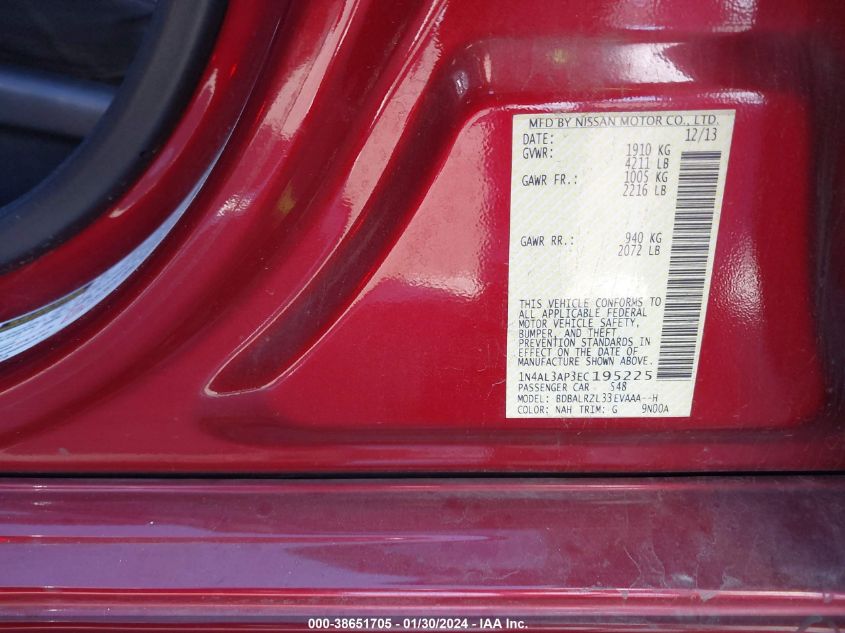 MFD BY NISSAN MOTOR CO., LTD.
DATE: 12/13
GVWR: 1910 KG
4211 LB
GAWR FR.: 1005 KG
2216 LB
GAWR RR.: 940 KG
2072 LB
THIS VEHICLE CONFORMS TO
ALL APPLICABLE FEDERAL
MOTOR VEHICLE SAFETY,
BUMPER, AND THEFT
PREVENTION STANDARDS IN
EFFECT ON THE DATE OF
MANUFACTURE SHOWN ABOVE.
1N4AL3AP3EC195225
PASSENGER CAR 548
MODEL: BDBALRZL33EVAAA--H
COLOR: NAH TRIM: G 9N00A
000-38651705 - 01/30/2024 - IAA Inc.